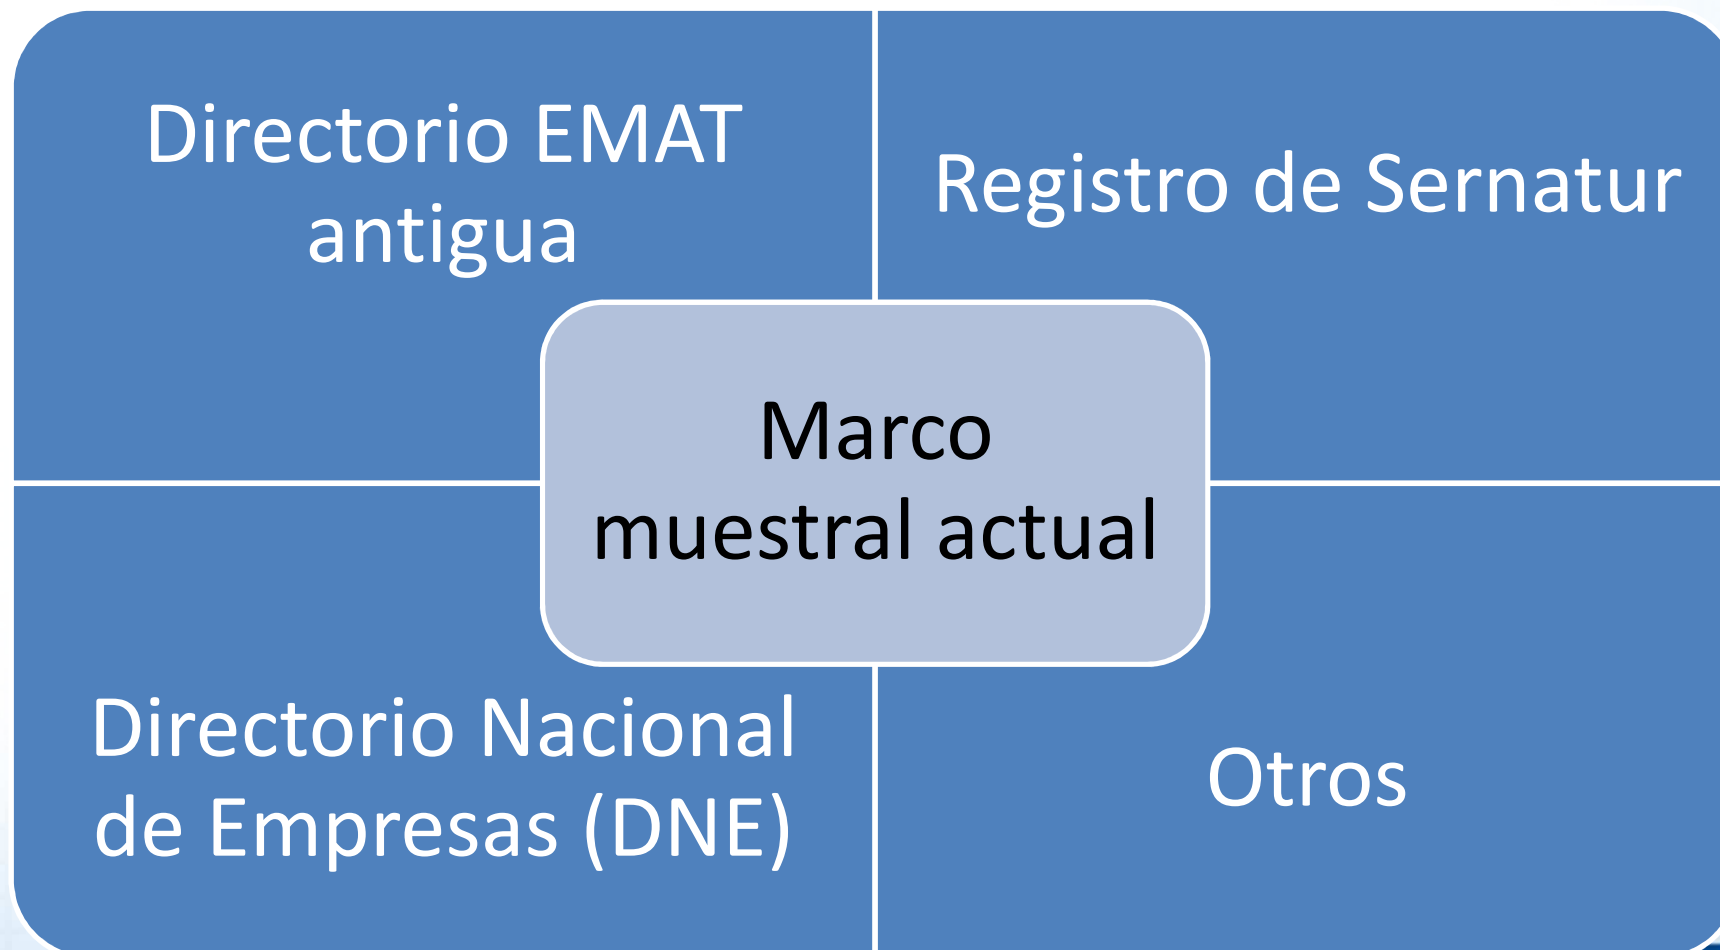 Directorio EMAT
antigua
Registro de Sernatur
Marco
muestral actual
Directorio Nacional
de Empresas (DNE)
Otros